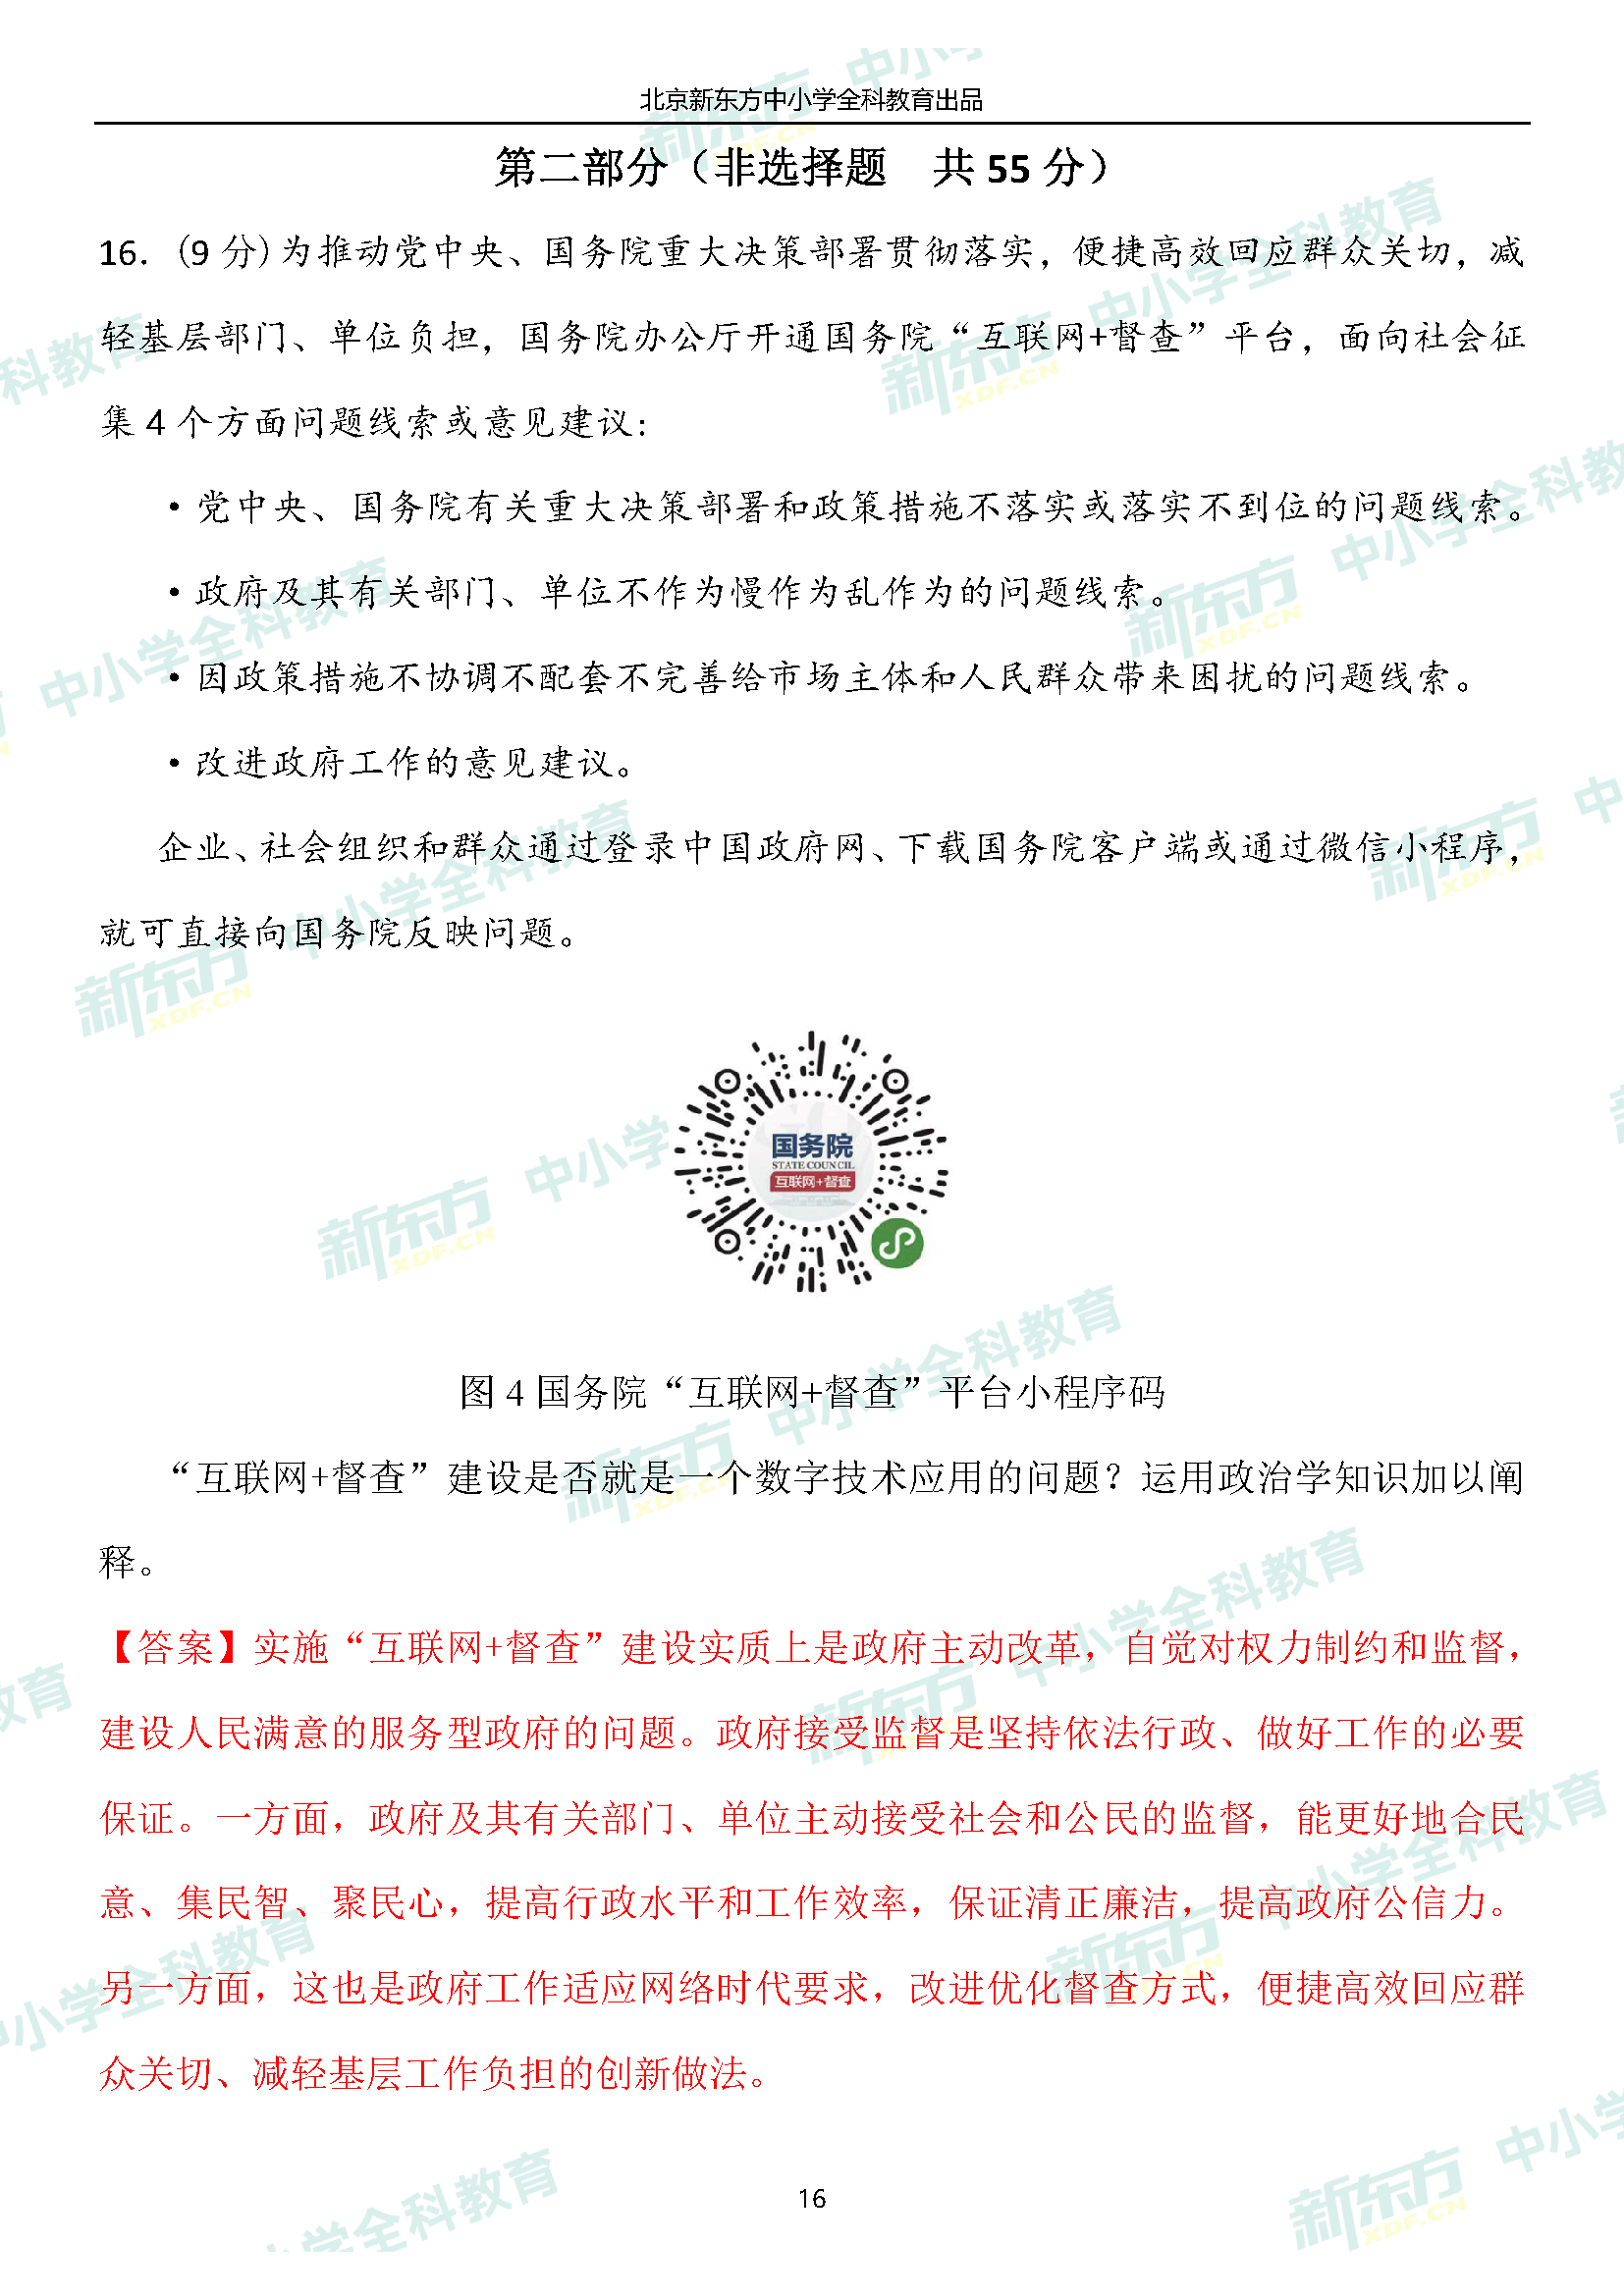 北京新东方中小学全科教育出品
第二部分（非选择题　共 55 分）
16. (9 分)为推动党中央、国务院重大决策部署贯彻落实，便捷高效回应群众关切，减
轻基层部门、单位负担，国务院办公厅开通国务院“互联网+督查”平台，面向社会征
集 4 个方面问题线索或意见建议：
·党中央、国务院有关重大决策部署和政策措施不落实或落实不到位的问题线索。
·政府及其有关部门、单位不作为慢作为乱作为的问题线索。
·因政策措施不协调不配套不完善给市场主体和人民群众带来困扰的问题线索。
·改进政府工作的意见建议。
企业、社会组织和群众通过登录中国政府网、下载国务院客户端或通过微信小程序，
就可直接向国务院反映问题。
国务院
STATE COUNCIL
互联网+督查
图 4 国务院“互联网+督查”平台小程序码
“互联网+督查”建设是否就是一个数字技术应用的问题？运用政治学知识加以阐
释。
【答案】实施“互联网+督查”建设实质上是政府主动改革，自觉对权力制约和监督，
建设人民满意的服务型政府的问题。政府接受监督是坚持依法行政、做好工作的必要
保证。一方面，政府及其有关部门、单位主动接受社会和公民的监督，能更好地合民
意、集民智、聚民心，提高行政水平和工作效率，保证清正廉洁，提高政府公信力。
另一方面，这也是政府工作适应网络时代要求，改进优化督查方式，便捷高效回应群
众关切、减轻基层工作负担的创新做法。
16
新东方 XDF.CN 中小学全科教育